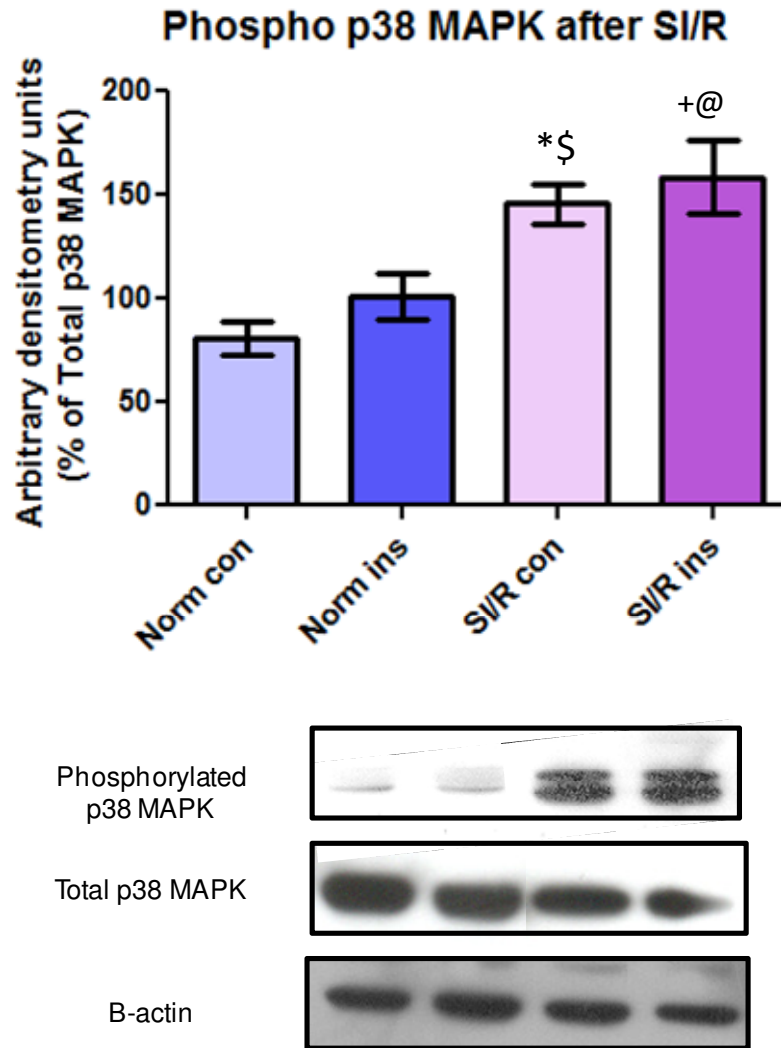 Phospho p38 MAPK after SI/R
Arbitrary densitometry units
(% of Total p38 MAPK)
200
150
100
50
0
*$
+@
Norm con
Norm ins
SI/R con
SI/R ins
Phosphorylated
p38 MAPK
Total p38 MAPK
B-actin